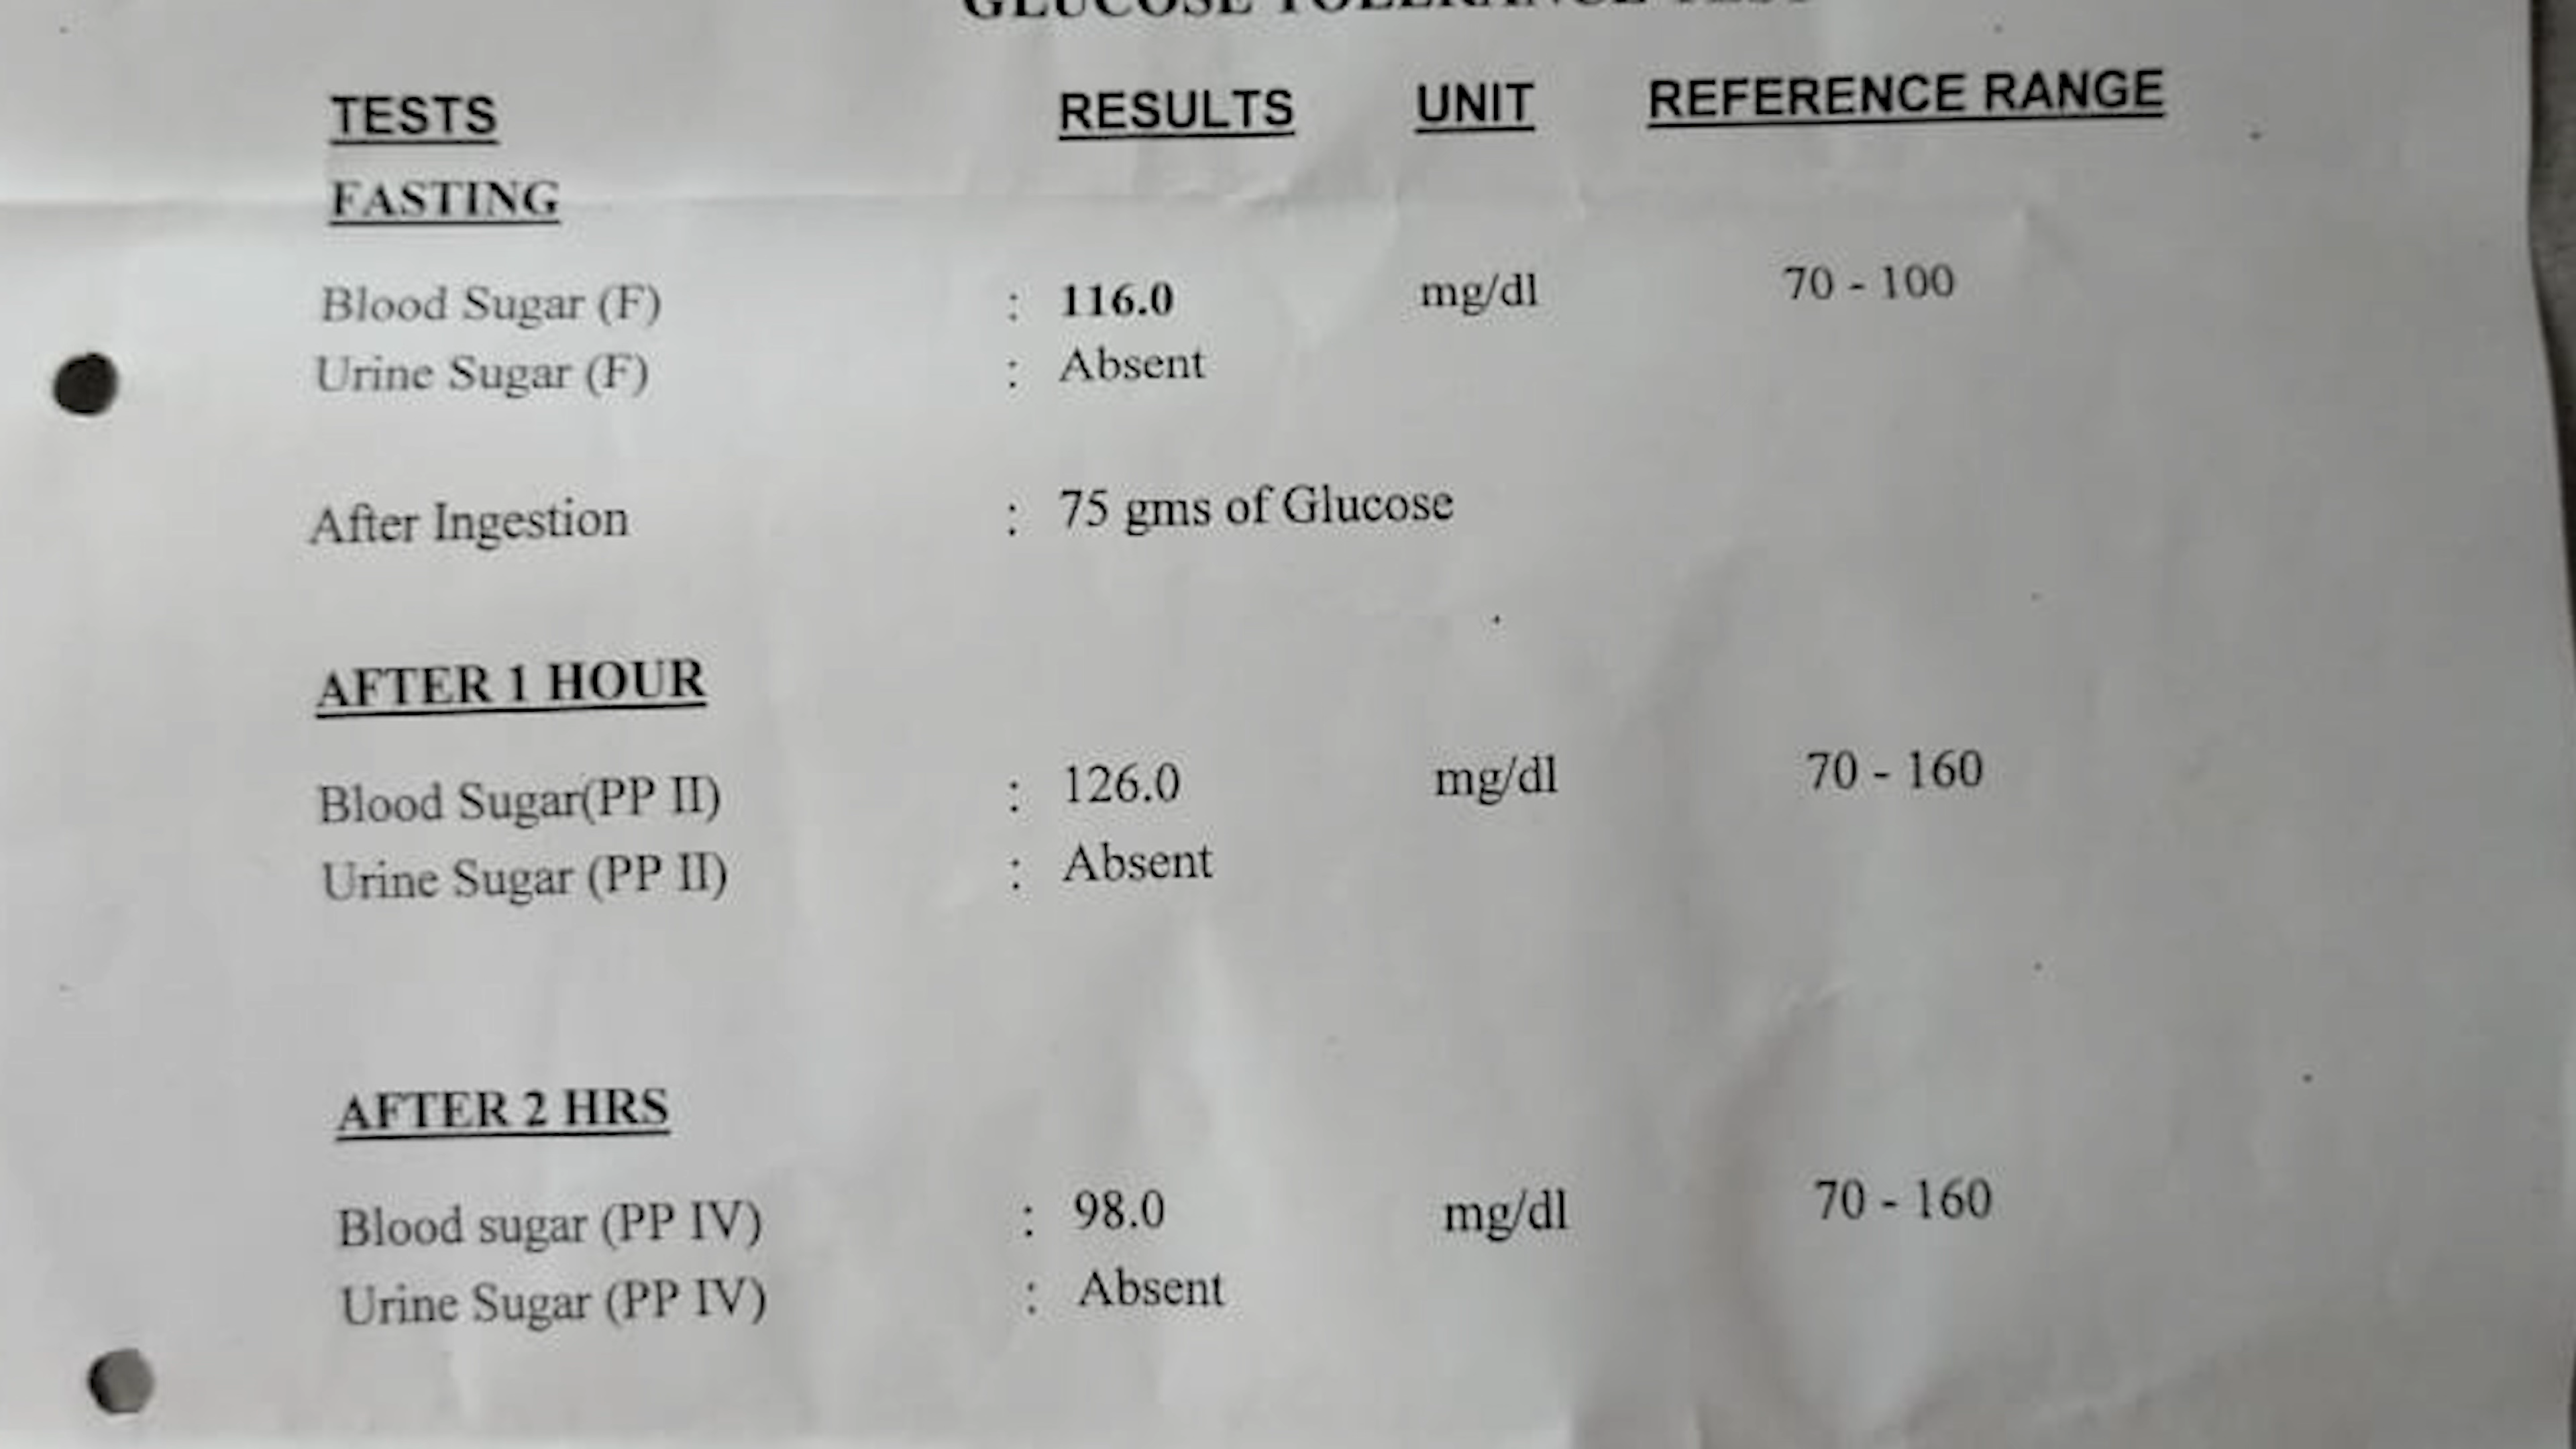 GLUCOSE TOLERANCE TEST
TESTS RESULTS UNIT REFERENCE RANGE
FASTING
Blood Sugar (F) : 116.0 mg/dl 70 - 100
Urine Sugar (F) : Absent
After Ingestion : 75 gms of Glucose
AFTER 1 HOUR
Blood Sugar(PP II) : 126.0 mg/dl 70 - 160
Urine Sugar (PP II) : Absent
AFTER 2 HRS
Blood sugar (PP IV) : 98.0 mg/dl 70 - 160
Urine Sugar (PP IV) : Absent